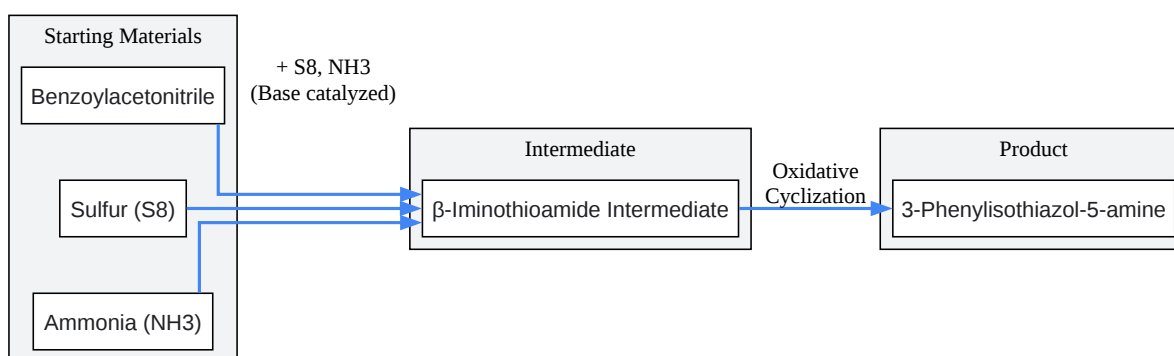 Starting Materials
Benzoylacetonitrile
Sulfur (S8)
Ammonia (NH3)
+ S8, NH3
(Base catalyzed)
Intermediate
β-Iminothioamide Intermediate
Oxidative
Cyclization
Product
3-Phenylisothiazol-5-amine